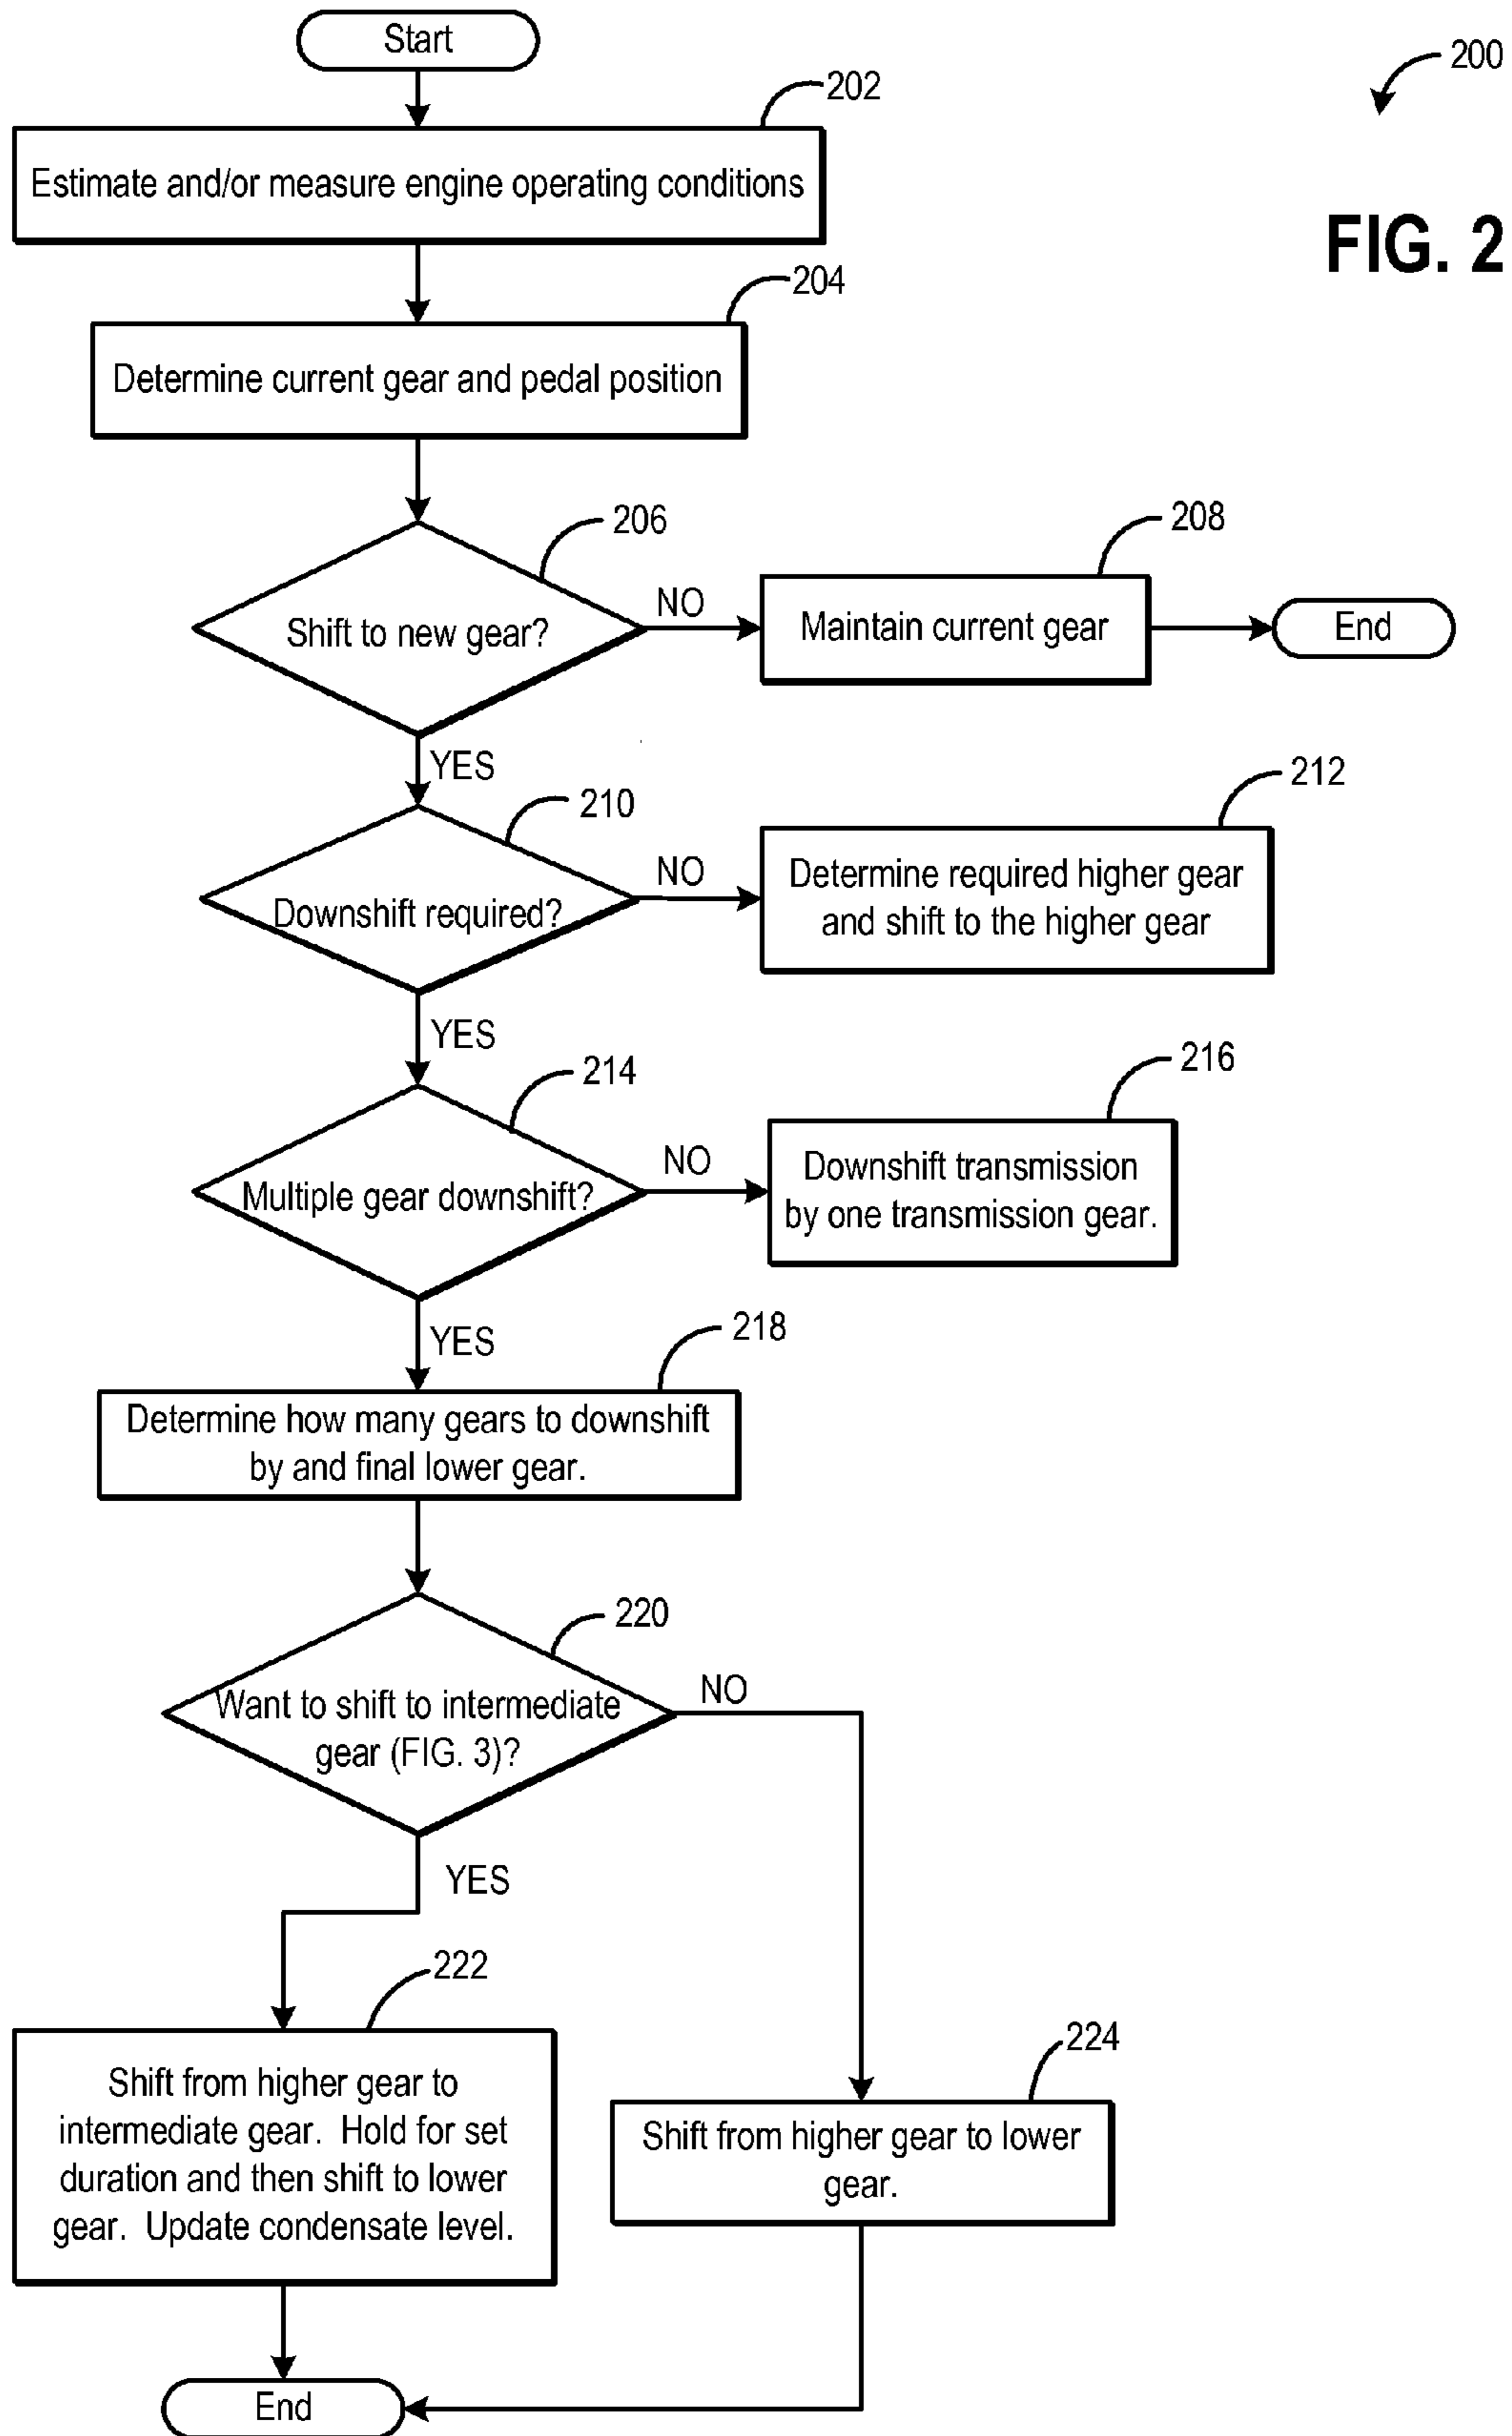 Start
200
202
Estimate and/or measure engine operating conditions
FIG. 2
204
Determine current gear and pedal position
206
208
Shift to new gear?
NO
Maintain current gear
End
YES
210
212
Downshift required?
NO
Determine required higher gear
and shift to the higher gear
YES
214
216
Multiple gear downshift?
NO
Downshift transmission
by one transmission gear.
YES
218
Determine how many gears to downshift
by and final lower gear.
220
Want to shift to intermediate
gear (FIG. 3)?
NO
YES
222
Shift from higher gear to
intermediate gear. Hold for set
duration and then shift to lower
gear. Update condensate level.
224
Shift from higher gear to lower
gear.
End